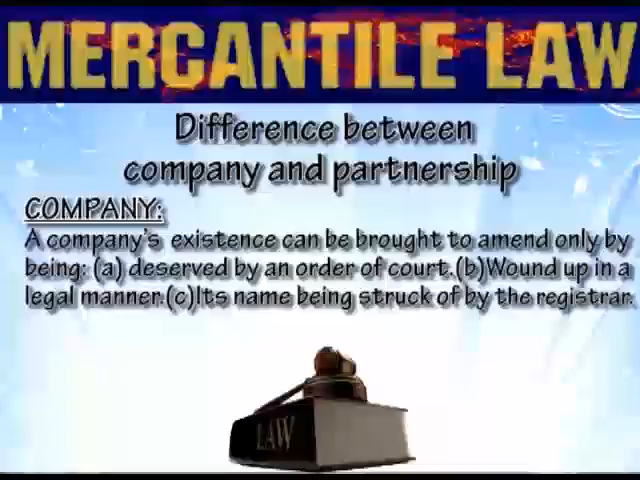 MERCANTILE LAW
Difference between
company and partnership
COMPANY:
A company's existence can be brought to amend only by
being: (a) deserved by an order of court.(b)Wound up in a
legal manner.(c)Its name being struck of by the registrar.
LAW